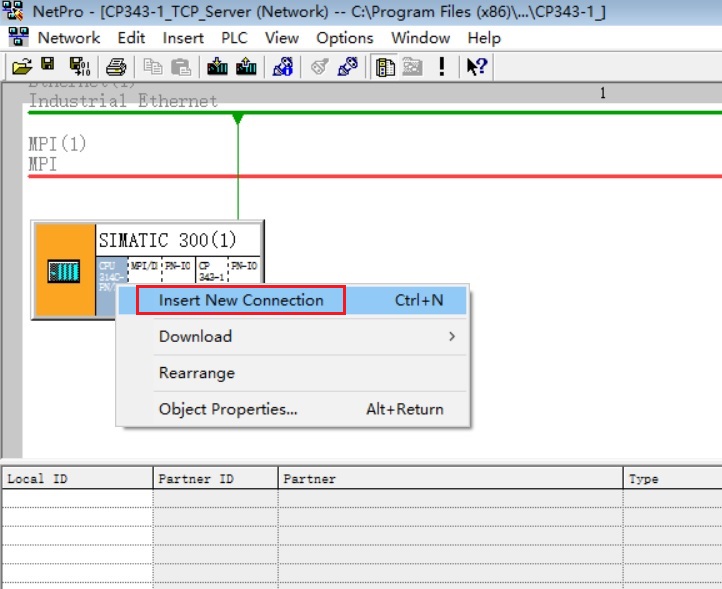 NetPro - [CP343-1_TCP_Server (Network) -- C:\Program Files (x86)\...\CP343-1_]
Network Edit Insert PLC View Options Window Help
Ethernet(1)
Industrial Ethernet
1
MPI(1)
MPI
SIMATIC 300(1)
CPU MPI/D PN-IO CP PN-IO
314C- 343-1
PN/
Insert New Connection Ctrl+N
Download
Rearrange
Object Properties... Alt+Return
Local ID Partner ID Partner Type